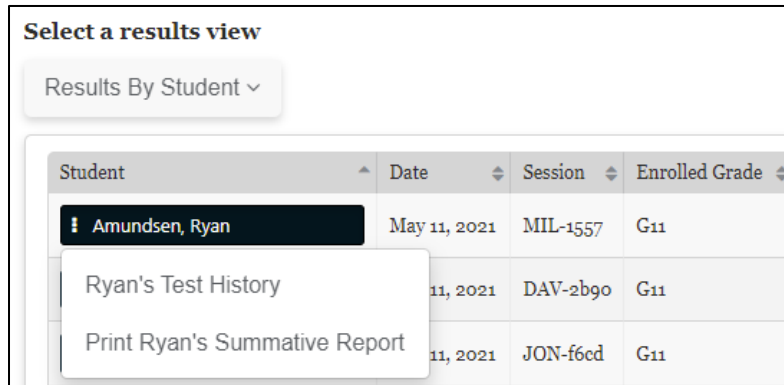 Select a results view
Results By Student
Student Date Session Enrolled Grade
Amundsen, Ryan May 11, 2021 MIL-1557 G11
Ryan's Test History 11, 2021 DAV-2b90 G11
Print Ryan's Summative Report 11, 2021 JON-f6cd G11